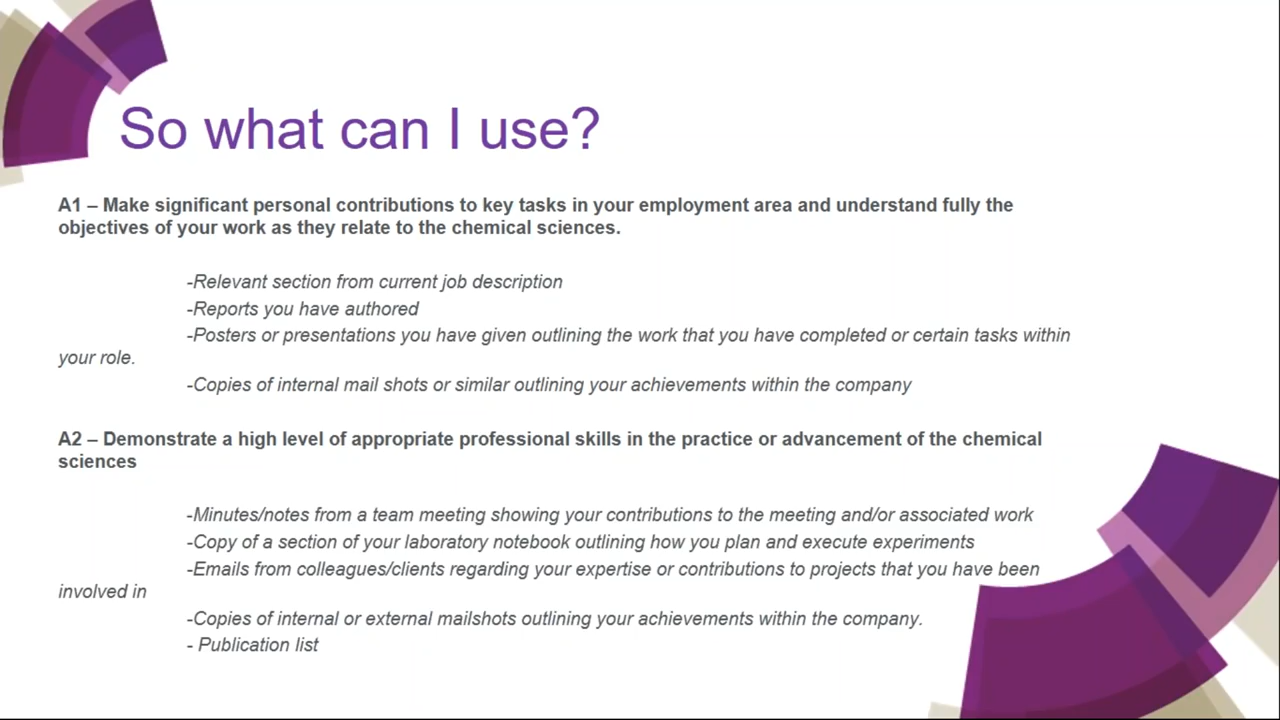 So what can I use?
A1 – Make significant personal contributions to key tasks in your employment area and understand fully the
objectives of your work as they relate to the chemical sciences.
-Relevant section from current job description
-Reports you have authored
-Posters or presentations you have given outlining the work that you have completed or certain tasks within
your role.
-Copies of internal mail shots or similar outlining your achievements within the company
A2 – Demonstrate a high level of appropriate professional skills in the practice or advancement of the chemical
sciences
-Minutes/notes from a team meeting showing your contributions to the meeting and/or associated work
-Copy of a section of your laboratory notebook outlining how you plan and execute experiments
-Emails from colleagues/clients regarding your expertise or contributions to projects that you have been
involved in
-Copies of internal or external mailshots outlining your achievements within the company.
- Publication list